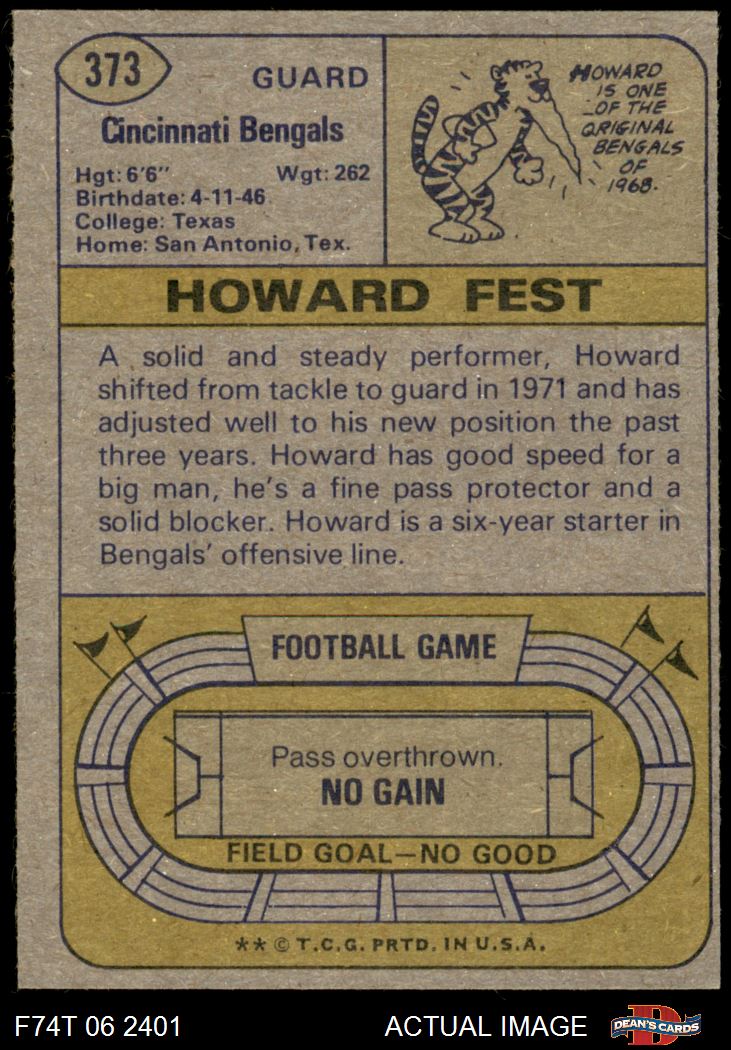 373
GUARD
Cincinnati Bengals
Hgt: 6'6" Wgt: 262
Birthdate: 4-11-46
College: Texas
Home: San Antonio, Tex.
HOWARD
IS ONE
OF THE
ORIGINAL
BENGALS
OF
1968.
HOWARD FEST
A solid and steady performer, Howard
shifted from tackle to guard in 1971 and has
adjusted well to his new position the past
three years. Howard has good speed for a
big man, he's a fine pass protector and a
solid blocker. Howard is a six-year starter in
Bengals' offensive line.
FOOTBALL GAME
Pass overthrown.
NO GAIN
FIELD GOAL—NO GOOD
** © T.C.G. PRTD. IN U.S.A.
F74T 06 2401 ACTUAL IMAGE
D
DEAN'S CARDS